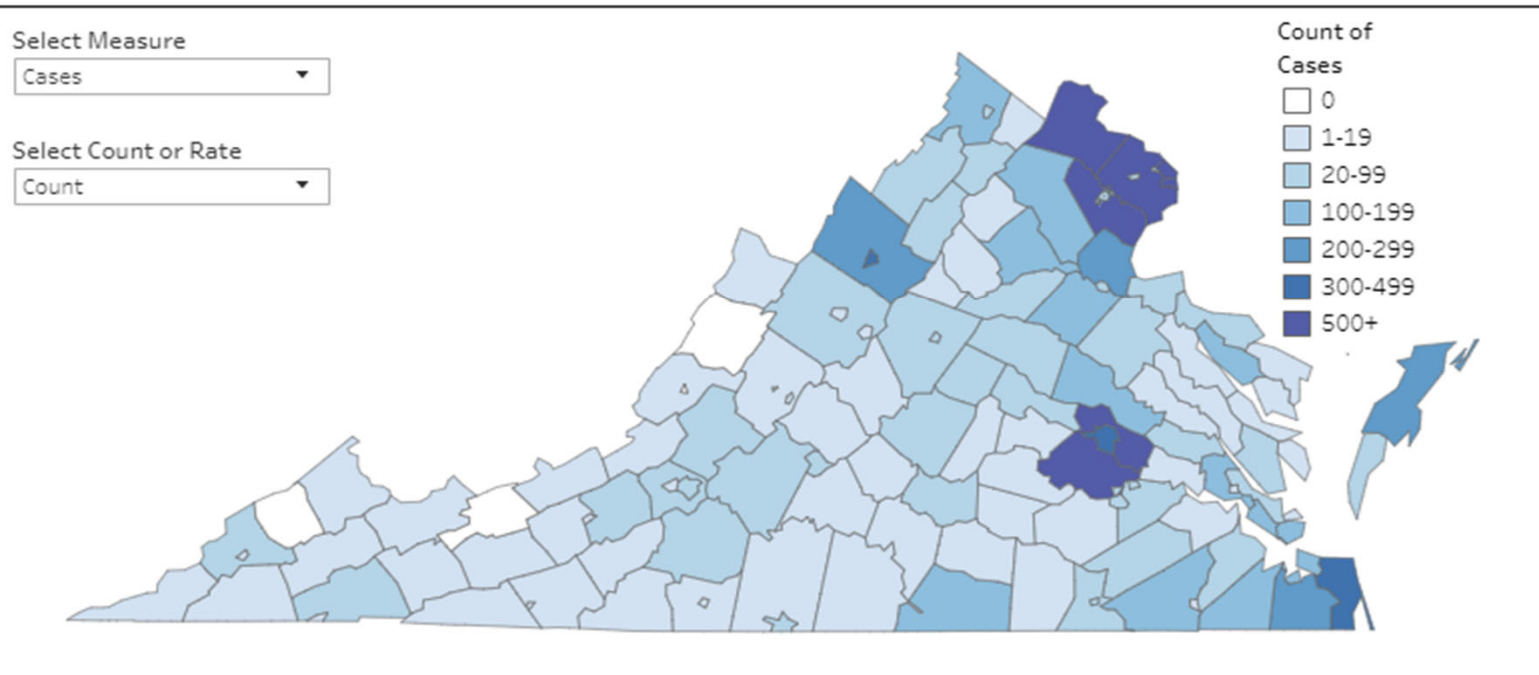 Select Measure
Cases
Select Count or Rate
Count
Count of
Cases
0
1-19
20-99
100-199
200-299
300-499
500+